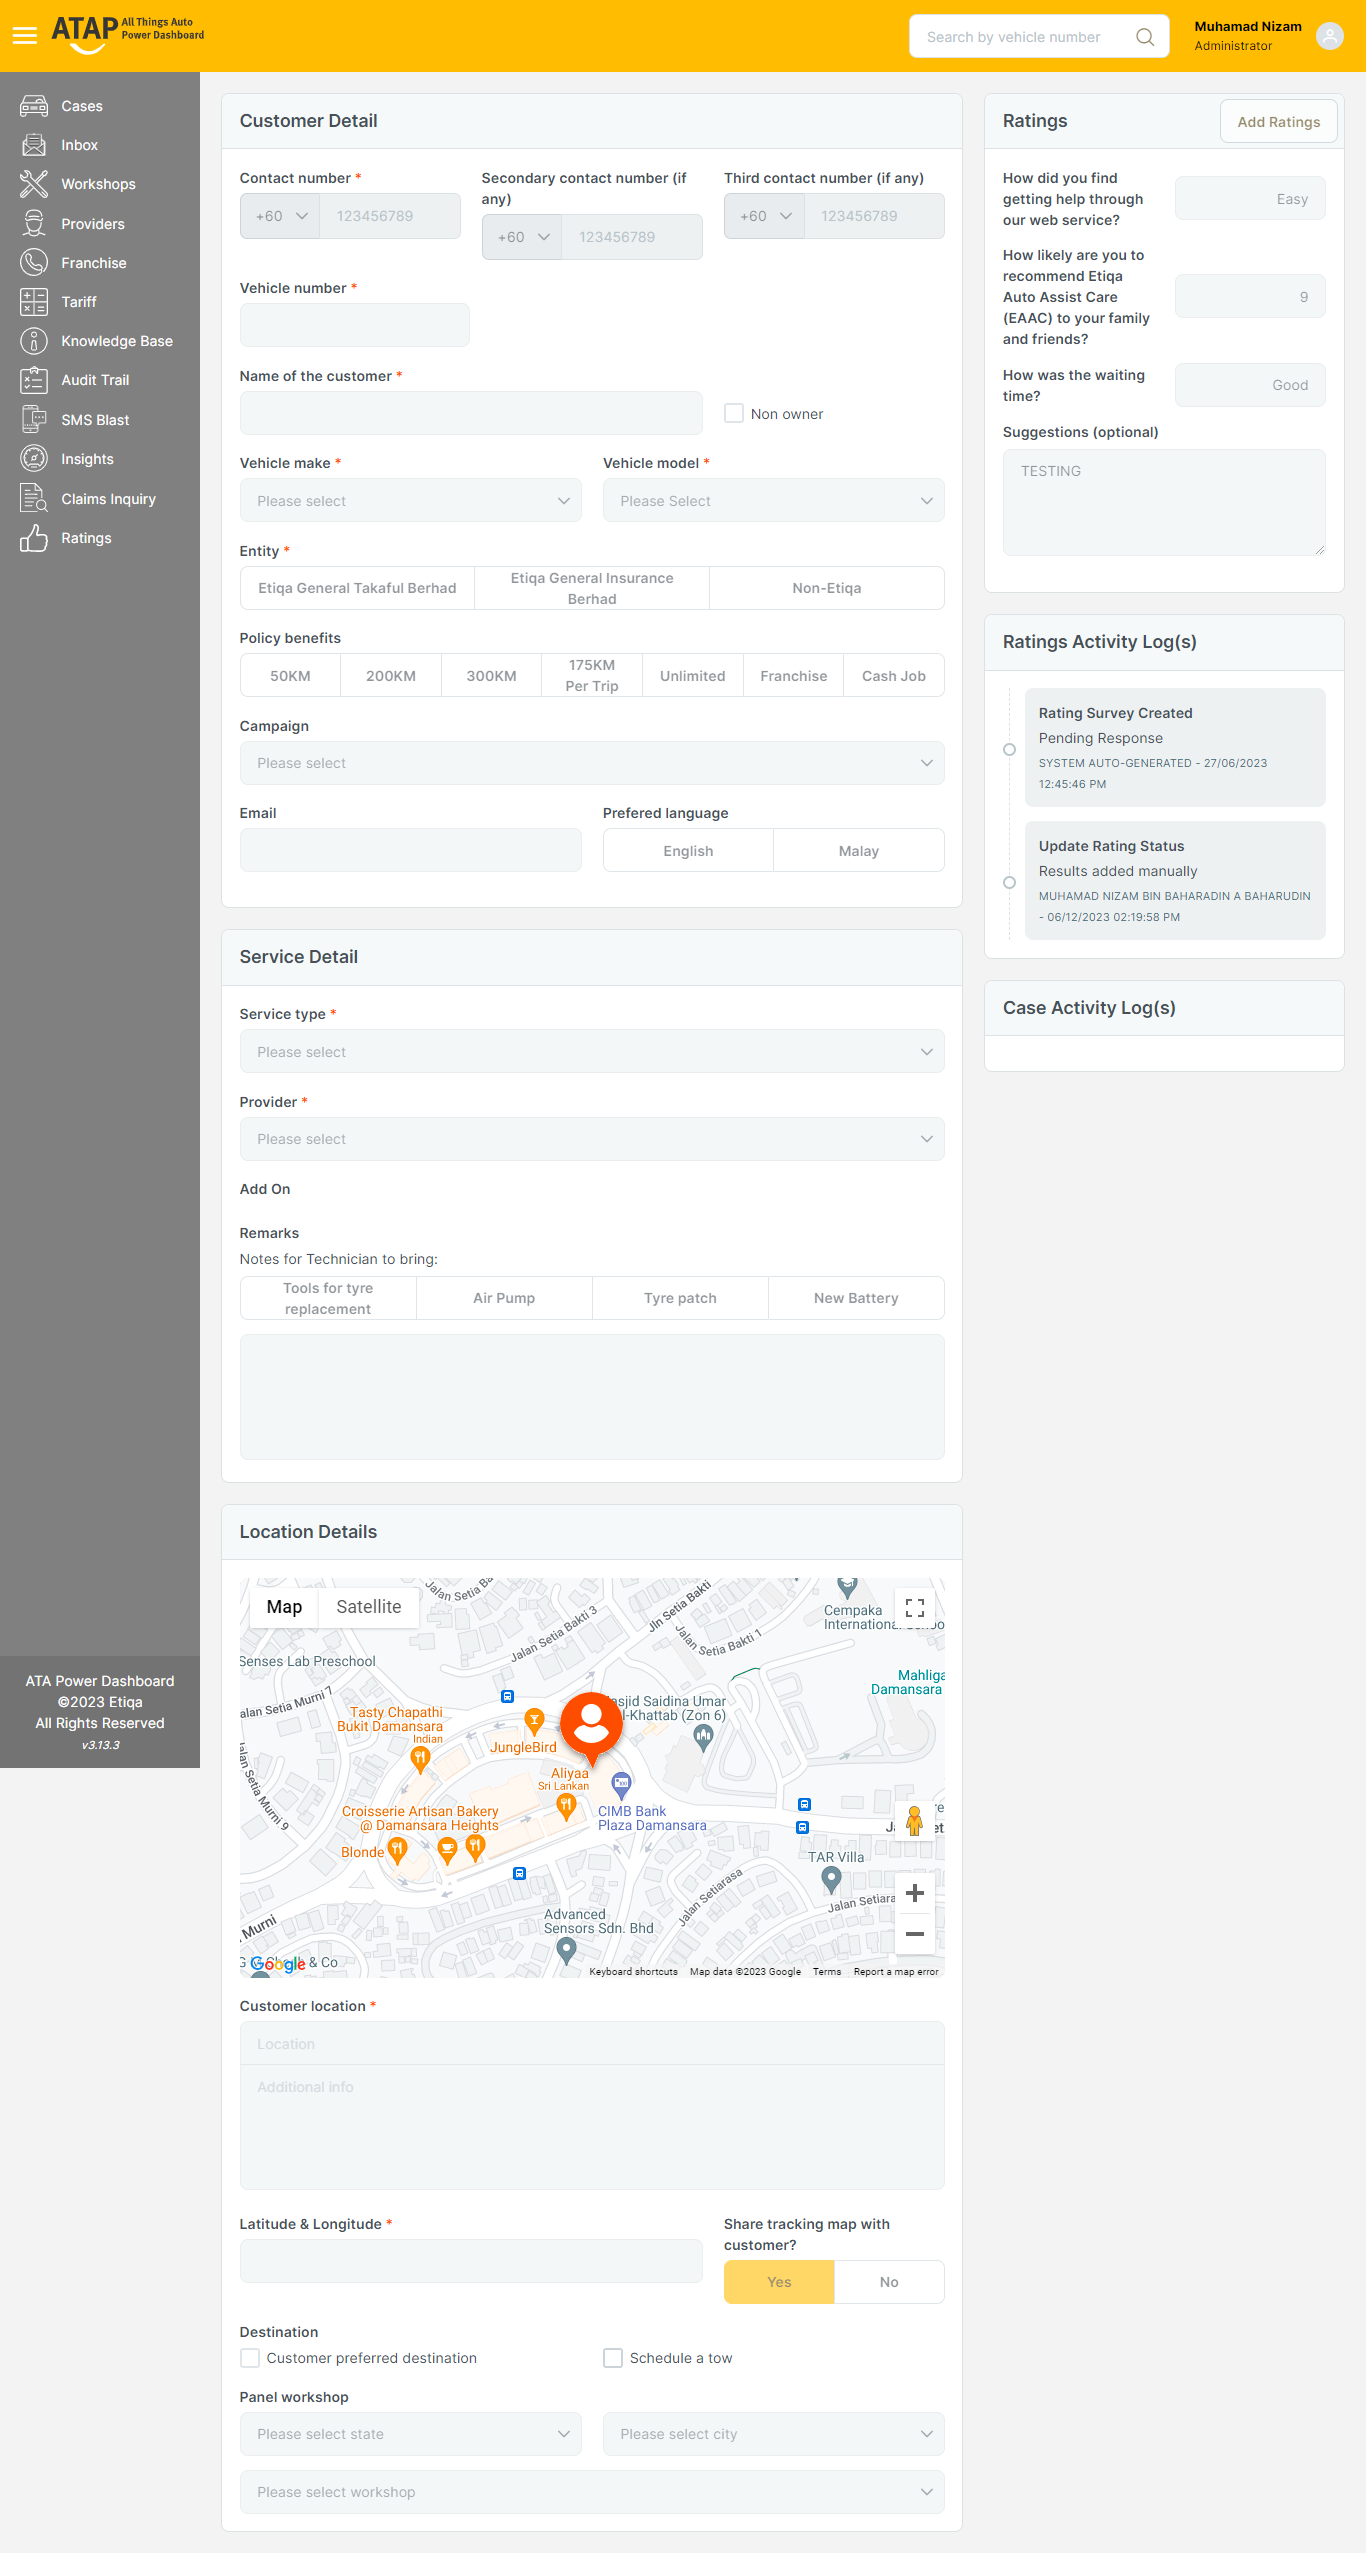 ATAP All Things Auto
Power Dashboard
Search by vehicle number
Muhamad Nizam
Administrator
Cases
Inbox
Workshops
Providers
Franchise
Tariff
Knowledge Base
Audit Trail
SMS Blast
Insights
Claims Inquiry
Ratings
ATA Power Dashboard
©2023 Etiqa
All Rights Reserved
v3.13.3
Customer Detail
Contact number *
+60 123456789
Secondary contact number (if
any)
+60 123456789
Third contact number (if any)
+60 123456789
Vehicle number *
Name of the customer *
Non owner
Vehicle make *
Please select
Vehicle model *
Please Select
Entity *
Etiqa General Takaful Berhad
Etiqa General Insurance
Berhad
Non-Etiqa
Policy benefits
50KM
200KM
300KM
175KM
Per Trip
Unlimited
Franchise
Cash Job
Campaign
Please select
Email
Prefered language
English
Malay
Service Detail
Service type *
Please select
Provider *
Please select
Add On
Remarks
Notes for Technician to bring:
Tools for tyre
replacement
Air Pump
Tyre patch
New Battery
Location Details
Map
Satellite
Jalan Setia Ba
Jalan Setia Bakti 3
Jln Setia Bakti
Jalan Setia Bakti 1
Cempaka
International
Senses Lab Preschool
Mahliga
Damansara
alan Setia Murni 7
Tasty Chapathi
Bukit Damansara
Indian
JungleBird
sjid Saidina Umar
l-Khattab (Zon 6)
Aliyaa
Sri Lankan
CIMB Bank
Plaza Damansara
Croisserie Artisan Bakery
@ Damansara Heights
Blonde
Jalan Setia Murni 9
TAR Villa
Jalan Setiarasa
Jalan Setiara
Advanced
Sensors Sdn. Bhd
Murni
& Co
Google
Keyboard shortcuts
Map data ©2023 Google
Terms
Report a map error
Customer location *
Location
Additional info
Latitude & Longitude *
Share tracking map with
customer?
Yes
No
Destination
Customer preferred destination
Schedule a tow
Panel workshop
Please select state
Please select city
Please select workshop
Ratings
Add Ratings
How did you find
getting help through
our web service?
Easy
How likely are you to
recommend Etiqa
Auto Assist Care
(EAAC) to your family
and friends?
9
How was the waiting
time?
Good
Suggestions (optional)
TESTING
Ratings Activity Log(s)
Rating Survey Created
Pending Response
SYSTEM AUTO-GENERATED - 27/06/2023
12:45:46 PM
Update Rating Status
Results added manually
MUHAMAD NIZAM BIN BAHARADIN A BAHARUDIN
- 06/12/2023 02:19:58 PM
Case Activity Log(s)